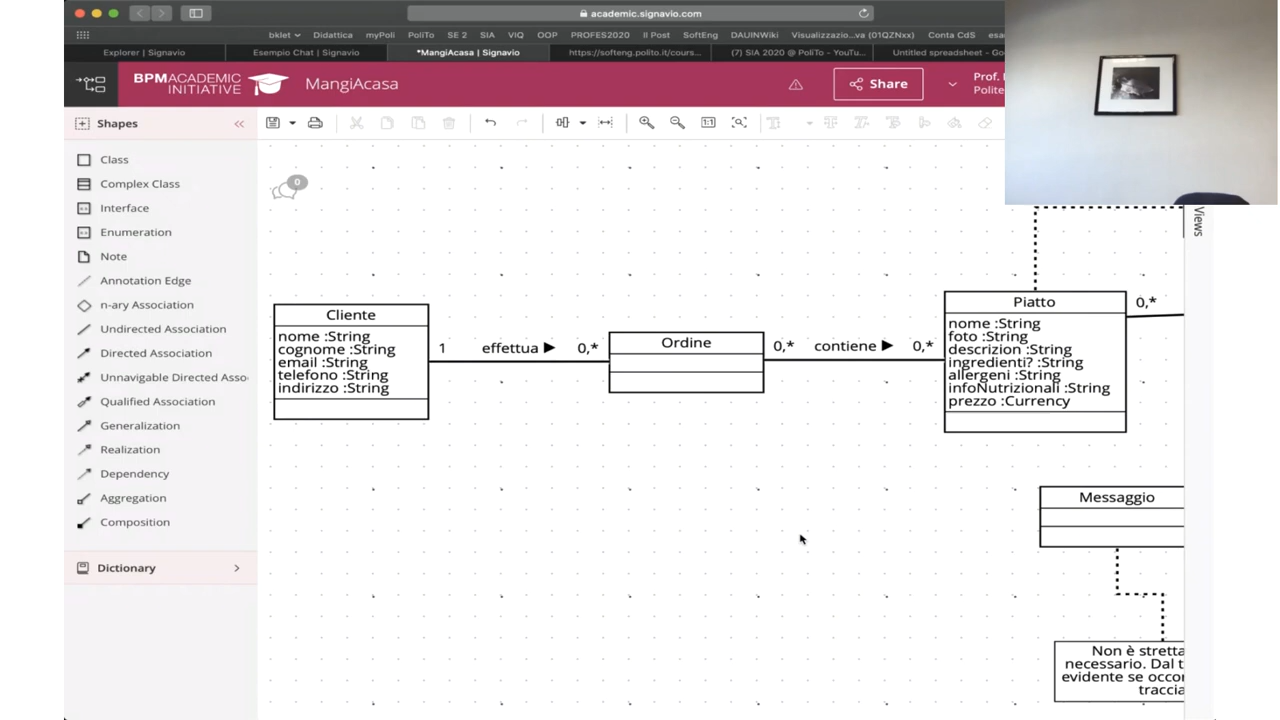 academic.signavio.com
bklet Didattica myPoli PoliTo SE 2 SIA VIQ OOP PROFES2020 Il Post SoftEng DAUINWiki Visualizzazio...va (01QZNxx) Conta CdS esa
Explorer | Signavio Esempio Chat | Signavio *MangiAcasa | Signavio https://softeng.polito.it/cours... (7) SIA 2020 @ PoliTo - YouTu... Untitled spreadsheet - Go
BPMACADEMIC
INITIATIVE
MangiAcasa
Share
Prof.
Polite
Shapes
1:1
Class
Complex Class
Interface
Enumeration
Note
Annotation Edge
n-ary Association
Undirected Association
Directed Association
Unnavigable Directed Asso
Qualified Association
Generalization
Realization
Dependency
Aggregation
Composition
Dictionary
0
Views
Cliente
nome :String
cognome :String
email :String
telefono :String
indirizzo :String
1 effettua ▶ 0,*
Ordine
0,* contiene ▶ 0,*
Piatto
nome :String
foto :String
descrizion :String
ingredienti? :String
allergeni :String
infoNutrizionali :String
prezzo :Currency
0,*
Messaggio
Non è stretta
necessario. Dal t
evidente se occor
traccia